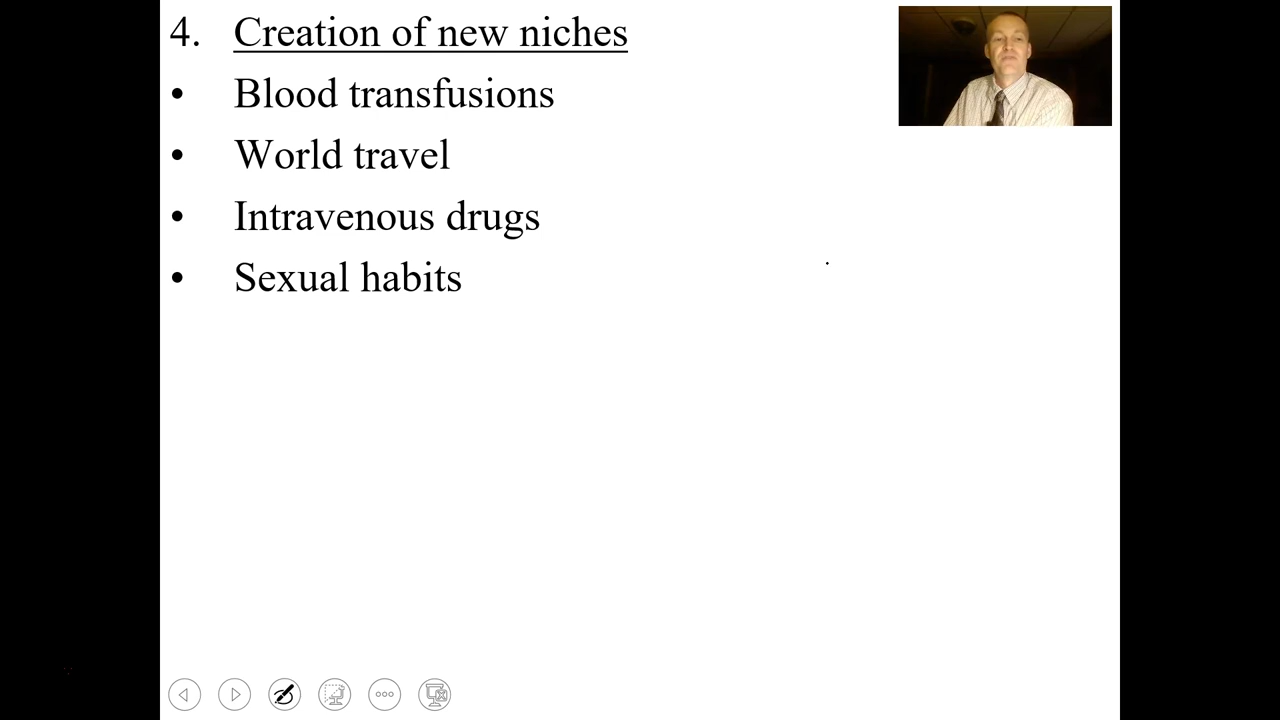 4. Creation of new niches
• Blood transfusions
• World travel
• Intravenous drugs
• Sexual habits